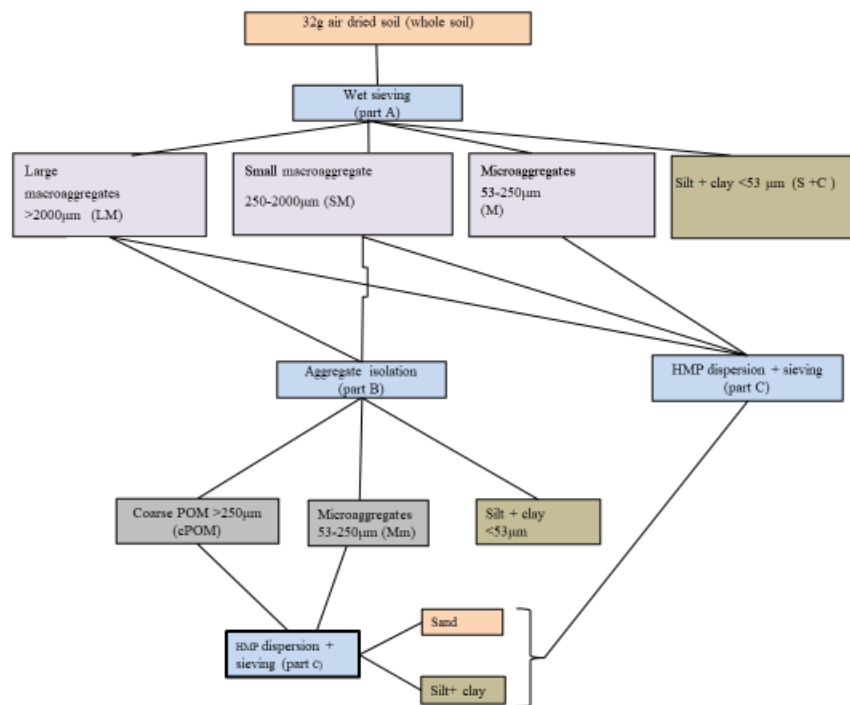 32g air dried soil (whole soil)
Wet sieving
(part A)
Large
macroaggregates
>2000μm (LM)
Small macroaggregate
250-2000μm (SM)
Microaggregates
53-250μm
(M)
Silt + clay <53 μm (S +C )
Aggregate isolation
(part B)
HMP dispersion + sieving
(part C)
Coarse POM >250μm
(cPOM)
Microaggregates
53-250μm (Mm)
Silt + clay
<53μm
HMP dispersion +
sieving (part C)
Sand
Silt+ clay